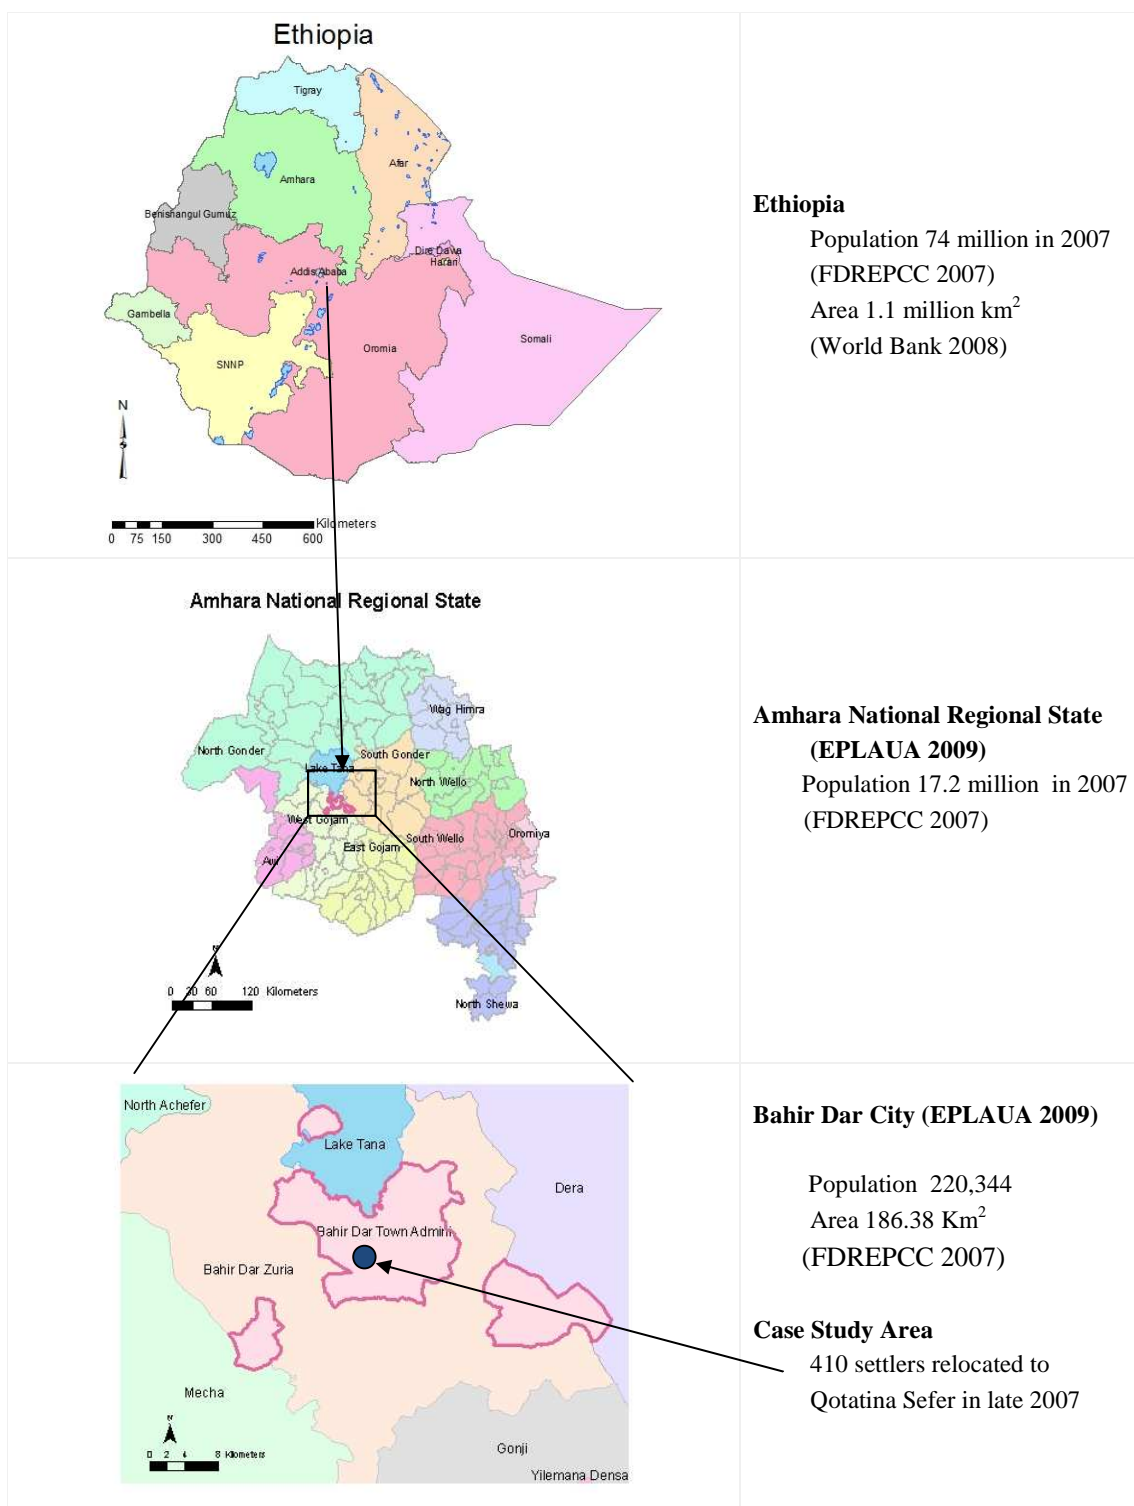 Ethiopia
Tigray
Afar
Amhara
Benishangul Gumuz
Dire Dawa
Harari
Addis Ababa
Gambella
Somali
Oromia
SNNP
N
Kilometers
0 75 150 300 450 600
Ethiopia
Population 74 million in 2007
(FDREPCC 2007)
Area 1.1 million km²
(World Bank 2008)
Amhara National Regional State
Wag Himra
North Gonder
South Gonder
Lake Tana
North Wello
West Gojam
East Gojam
South Wello
Oromiya
Awi
N
0 30 60 120 Kilometers
North Shewa
Amhara National Regional State
(EPLAUA 2009)
Population 17.2 million in 2007
(FDREPCC 2007)
North Achefer
Lake Tana
Dera
Bahir Dar Town Admini
Bahir Dar Zuria
Mecha
N
0 2 4 8 Kilometers
Gonji
Yilemana Densa
Bahir Dar City (EPLAUA 2009)
Population 220,344
Area 186.38 Km²
(FDREPCC 2007)
Case Study Area
410 settlers relocated to
Qotatina Sefer in late 2007